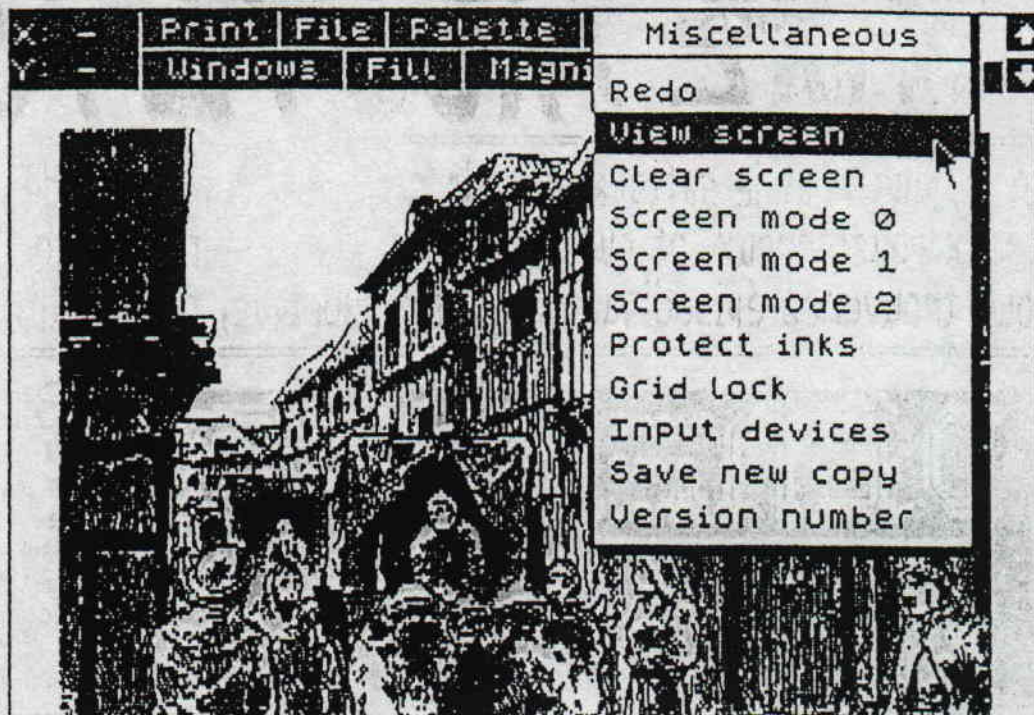 X: - Print File Palette Miscellaneous
Y: - Windows Fill Magni
Redo
View screen
Clear screen
Screen mode 0
Screen mode 1
Screen mode 2
Protect inks
Grid lock
Input devices
Save new copy
Version number